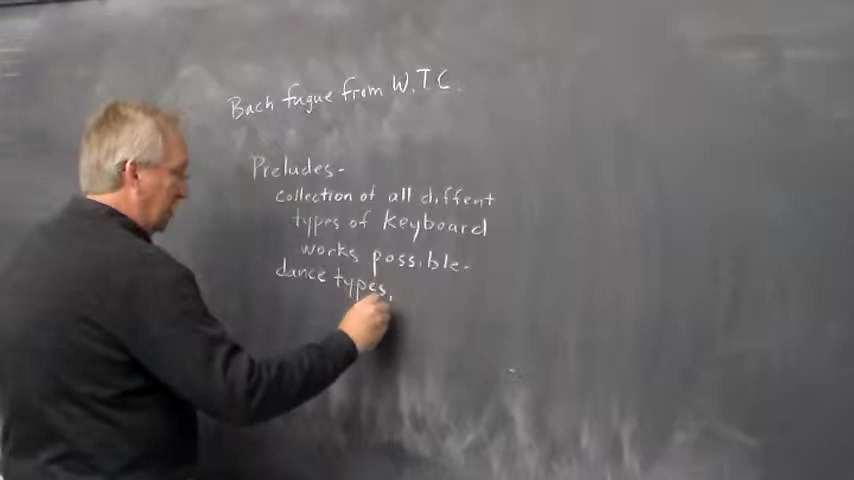 Bach fugue from W.T.C.
Preludes-
collection of all diffent
types of keyboard
works possible.
dance types,